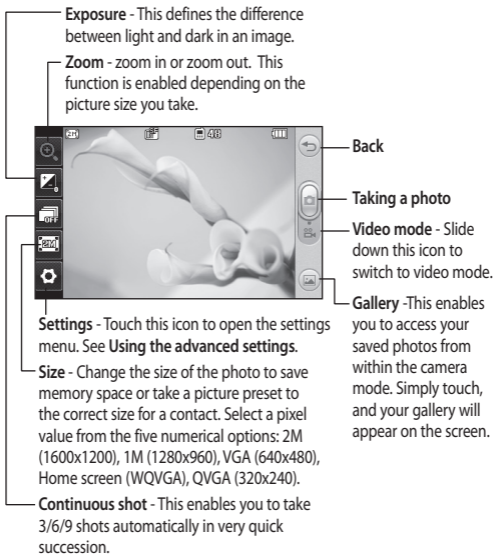 Exposure - This defines the difference
between light and dark in an image.
Zoom - zoom in or zoom out. This
function is enabled depending on the
picture size you take.
2M
48
OFF
2M
Back
Taking a photo
Video mode - Slide
down this icon to
switch to video mode.
Gallery -This enables
you to access your
saved photos from
within the camera
mode. Simply touch,
and your gallery will
appear on the screen.
Settings - Touch this icon to open the settings
menu. See Using the advanced settings.
Size - Change the size of the photo to save
memory space or take a picture preset to
the correct size for a contact. Select a pixel
value from the five numerical options: 2M
(1600x1200), 1M (1280x960), VGA (640x480),
Home screen (WQVGA), QVGA (320x240).
Continuous shot - This enables you to take
3/6/9 shots automatically in very quick
succession.